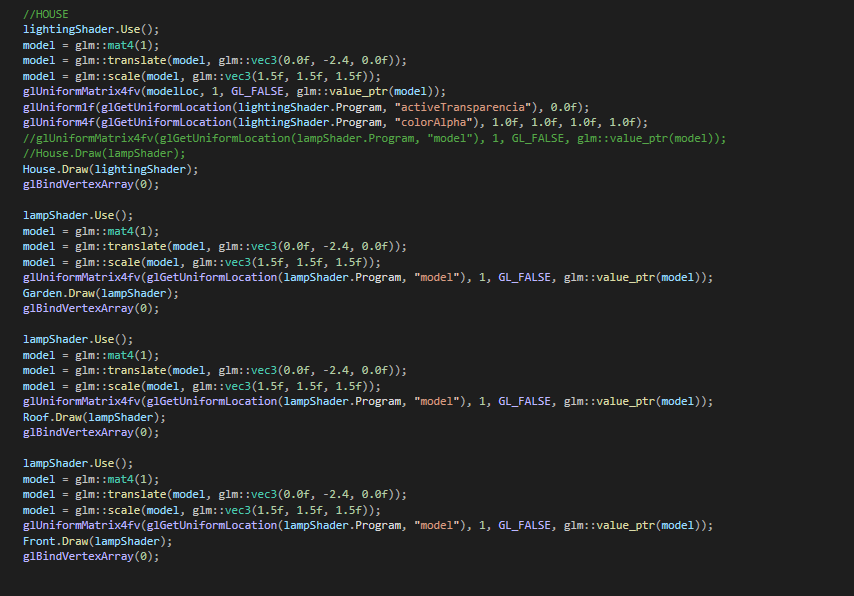 //HOUSE
lightingShader.Use();
model = glm::mat4(1);
model = glm::translate(model, glm::vec3(0.0f, -2.4, 0.0f));
model = glm::scale(model, glm::vec3(1.5f, 1.5f, 1.5f));
glUniformMatrix4fv(modelLoc, 1, GL_FALSE, glm::value_ptr(model));
glUniform1f(glGetUniformLocation(lightingShader.Program, "activeTransparencia"), 0.0f);
glUniform4f(glGetUniformLocation(lightingShader.Program, "colorAlpha"), 1.0f, 1.0f, 1.0f, 1.0f);
//glUniformMatrix4fv(glGetUniformLocation(lampShader.Program, "model"), 1, GL_FALSE, glm::value_ptr(model));
//House.Draw(lampShader);
House.Draw(lightingShader);
glBindVertexArray(0);

lampShader.Use();
model = glm::mat4(1);
model = glm::translate(model, glm::vec3(0.0f, -2.4, 0.0f));
model = glm::scale(model, glm::vec3(1.5f, 1.5f, 1.5f));
glUniformMatrix4fv(glGetUniformLocation(lampShader.Program, "model"), 1, GL_FALSE, glm::value_ptr(model));
Garden.Draw(lampShader);
glBindVertexArray(0);

lampShader.Use();
model = glm::mat4(1);
model = glm::translate(model, glm::vec3(0.0f, -2.4, 0.0f));
model = glm::scale(model, glm::vec3(1.5f, 1.5f, 1.5f));
glUniformMatrix4fv(glGetUniformLocation(lampShader.Program, "model"), 1, GL_FALSE, glm::value_ptr(model));
Roof.Draw(lampShader);
glBindVertexArray(0);

lampShader.Use();
model = glm::mat4(1);
model = glm::translate(model, glm::vec3(0.0f, -2.4, 0.0f));
model = glm::scale(model, glm::vec3(1.5f, 1.5f, 1.5f));
glUniformMatrix4fv(glGetUniformLocation(lampShader.Program, "model"), 1, GL_FALSE, glm::value_ptr(model));
Front.Draw(lampShader);
glBindVertexArray(0);